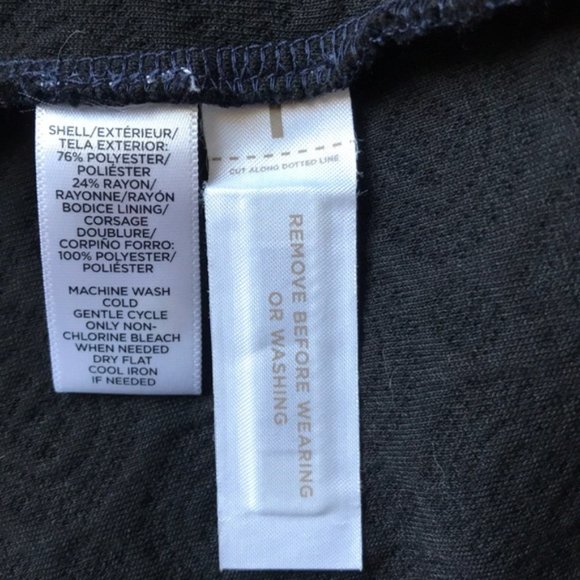 SHELL/EXTÉRIEUR/
TELA EXTERIOR:
76% POLYESTER/
POLIÉSTER
24% RAYON/
RAYONNE/RAYÓN
BODICE LINING/
CORSAGE
DOUBLURE/
CORPIÑO FORRO:
100% POLYESTER/
POLIÉSTER
MACHINE WASH
COLD
GENTLE CYCLE
ONLY NON-
CHLORINE BLEACH
WHEN NEEDED
DRY FLAT
COOL IRON
IF NEEDED
CUT ALONG DOTTED LINE
REMOVE BEFORE WEARING
OR WASHING